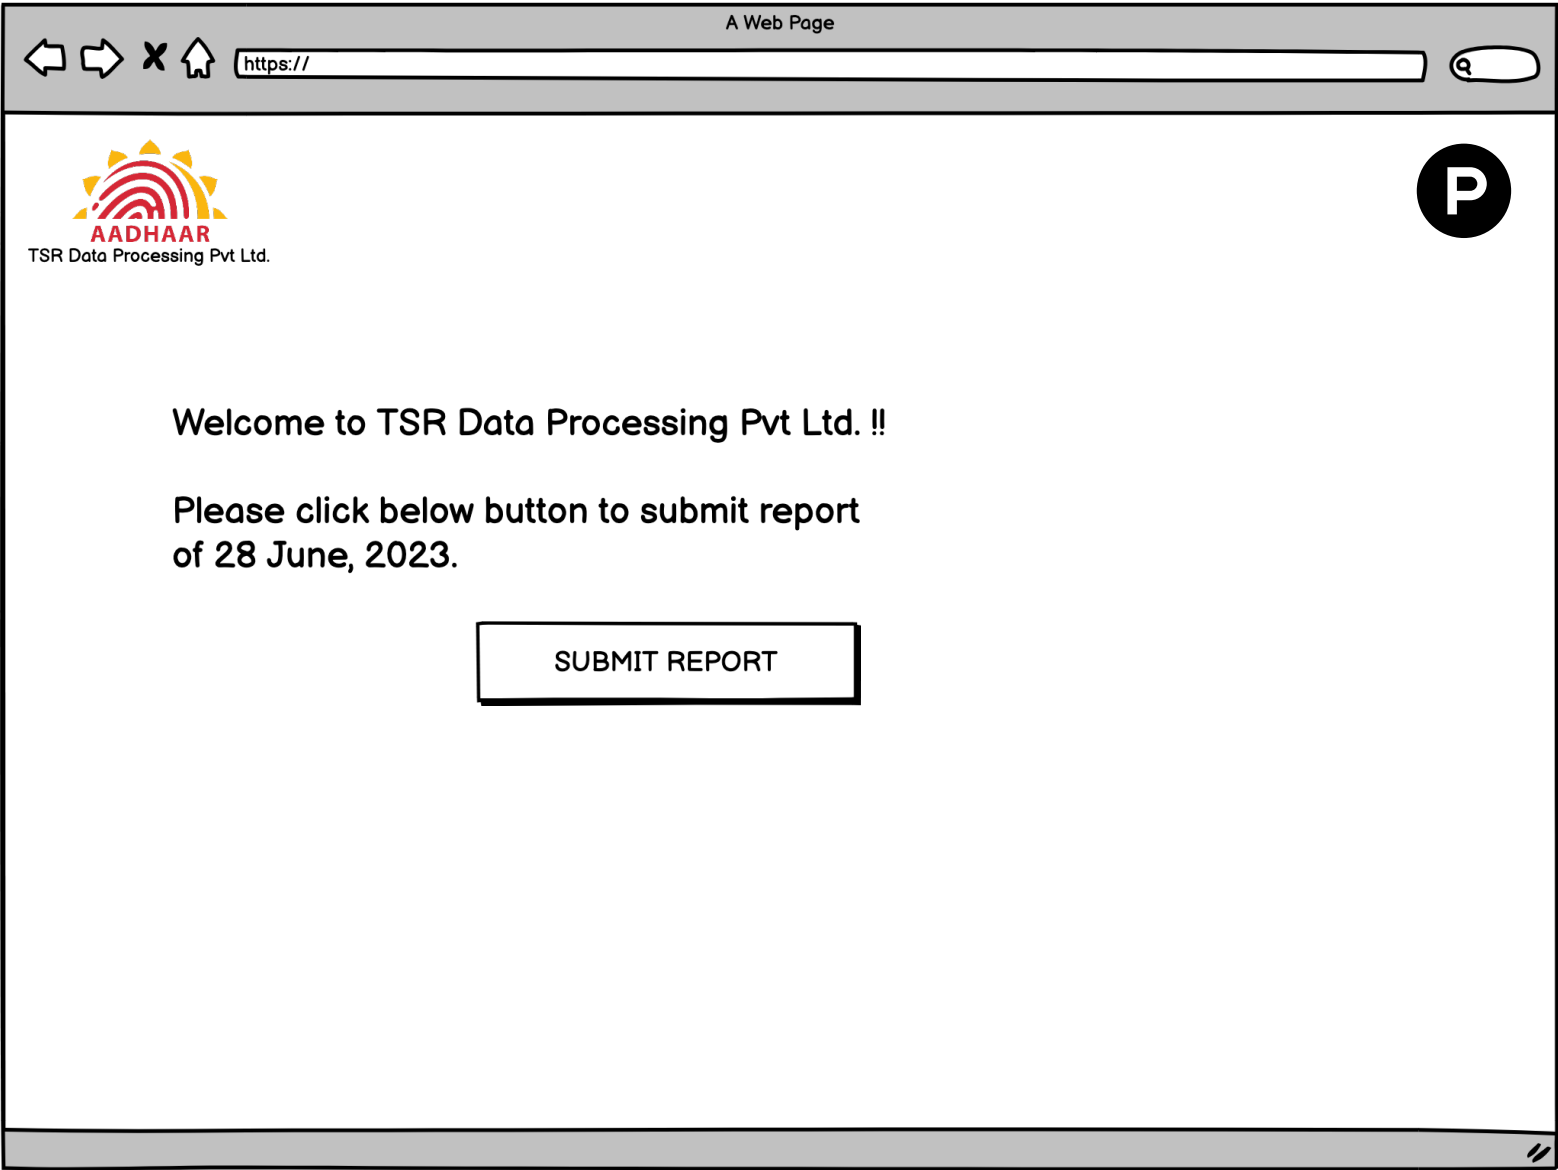 A Web Page
https://
AADHAAR
TSR Data Processing Pvt Ltd.
P
Welcome to TSR Data Processing Pvt Ltd. !!
Please click below button to submit report
of 28 June, 2023.
SUBMIT REPORT